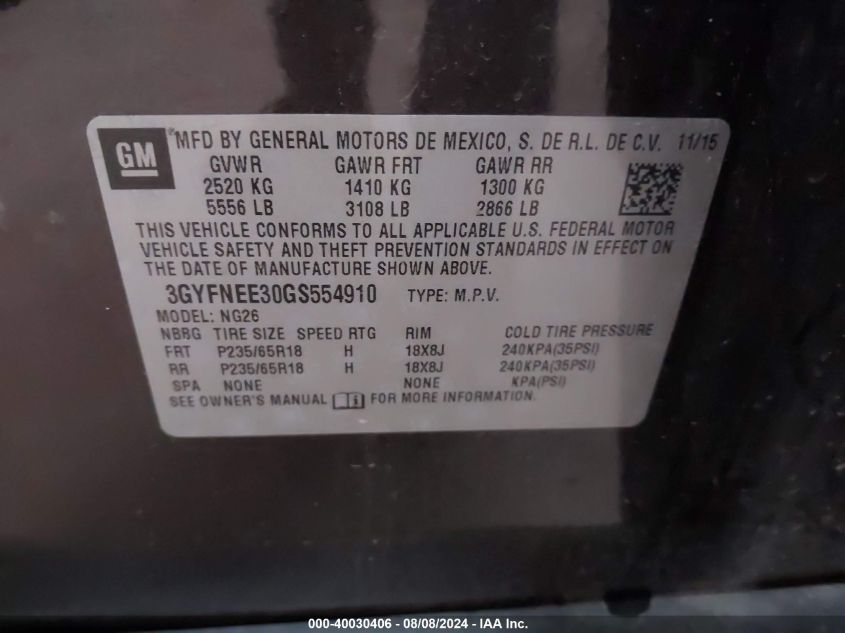 GM ®MFD BY GENERAL MOTORS DE MEXICO, S. DE R.L. DE C.V. 11/15
GVWR GAWR FRT GAWR RR
2520 KG 1410 KG 1300 KG
5556 LB 3108 LB 2866 LB
THIS VEHICLE CONFORMS TO ALL APPLICABLE U.S. FEDERAL MOTOR
VEHICLE SAFETY AND THEFT PREVENTION STANDARDS IN EFFECT ON
THE DATE OF MANUFACTURE SHOWN ABOVE.
3GYFNEE30GS554910 TYPE: M.P.V.
MODEL: NG26
NBRG TIRE SIZE SPEED RTG RIM COLD TIRE PRESSURE
FRT P235/65R18 H 18X8J 240KPA(35PSI)
RR P235/65R18 H 18X8J 240KPA(35PSI)
SPA NONE NONE KPA(PSI)
SEE OWNER'S MANUAL FOR MORE INFORMATION.
000-40030406 - 08/08/2024 - IAA Inc.